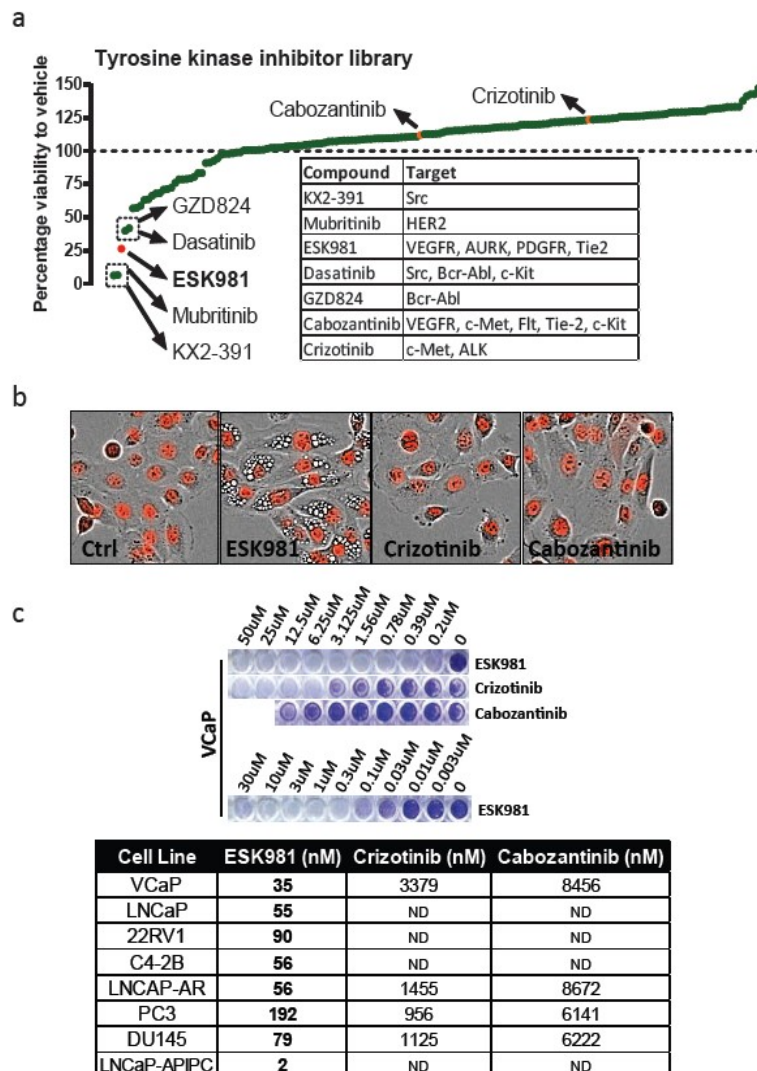 a
Tyrosine kinase inhibitor library
Percentage viability to vehicle
150
125
100
75
50
25
0
Cabozantinib
Crizotinib
GZD824
Dasatinib
ESK981
Mubritinib
KX2-391
Compound Target
KX2-391 Src
Mubritinib HER2
ESK981 VEGFR, AURK, PDGFR, Tie2
Dasatinib Src, Bcr-Abl, c-Kit
GZD824 Bcr-Abl
Cabozantinib VEGFR, c-Met, Flt, Tie-2, c-Kit
Crizotinib c-Met, ALK
b
Ctrl
ESK981
Crizotinib
Cabozantinib
c
VCaP
50uM 25uM 12.5uM 6.25uM 3.125uM 1.56uM 0.78uM 0.39uM 0.2uM 0
ESK981
Crizotinib
Cabozantinib
30uM 10uM 3uM 1uM 0.3uM 0.1uM 0.03uM 0.01uM 0.003uM 0
ESK981
Cell Line ESK981 (nM) Crizotinib (nM) Cabozantinib (nM)
VCaP 35 3379 8456
LNCaP 55 ND ND
22RV1 90 ND ND
C4-2B 56 ND ND
LNCAP-AR 56 1455 8672
PC3 192 956 6141
DU145 79 1125 6222
LNCaP-APIPC 2 ND ND